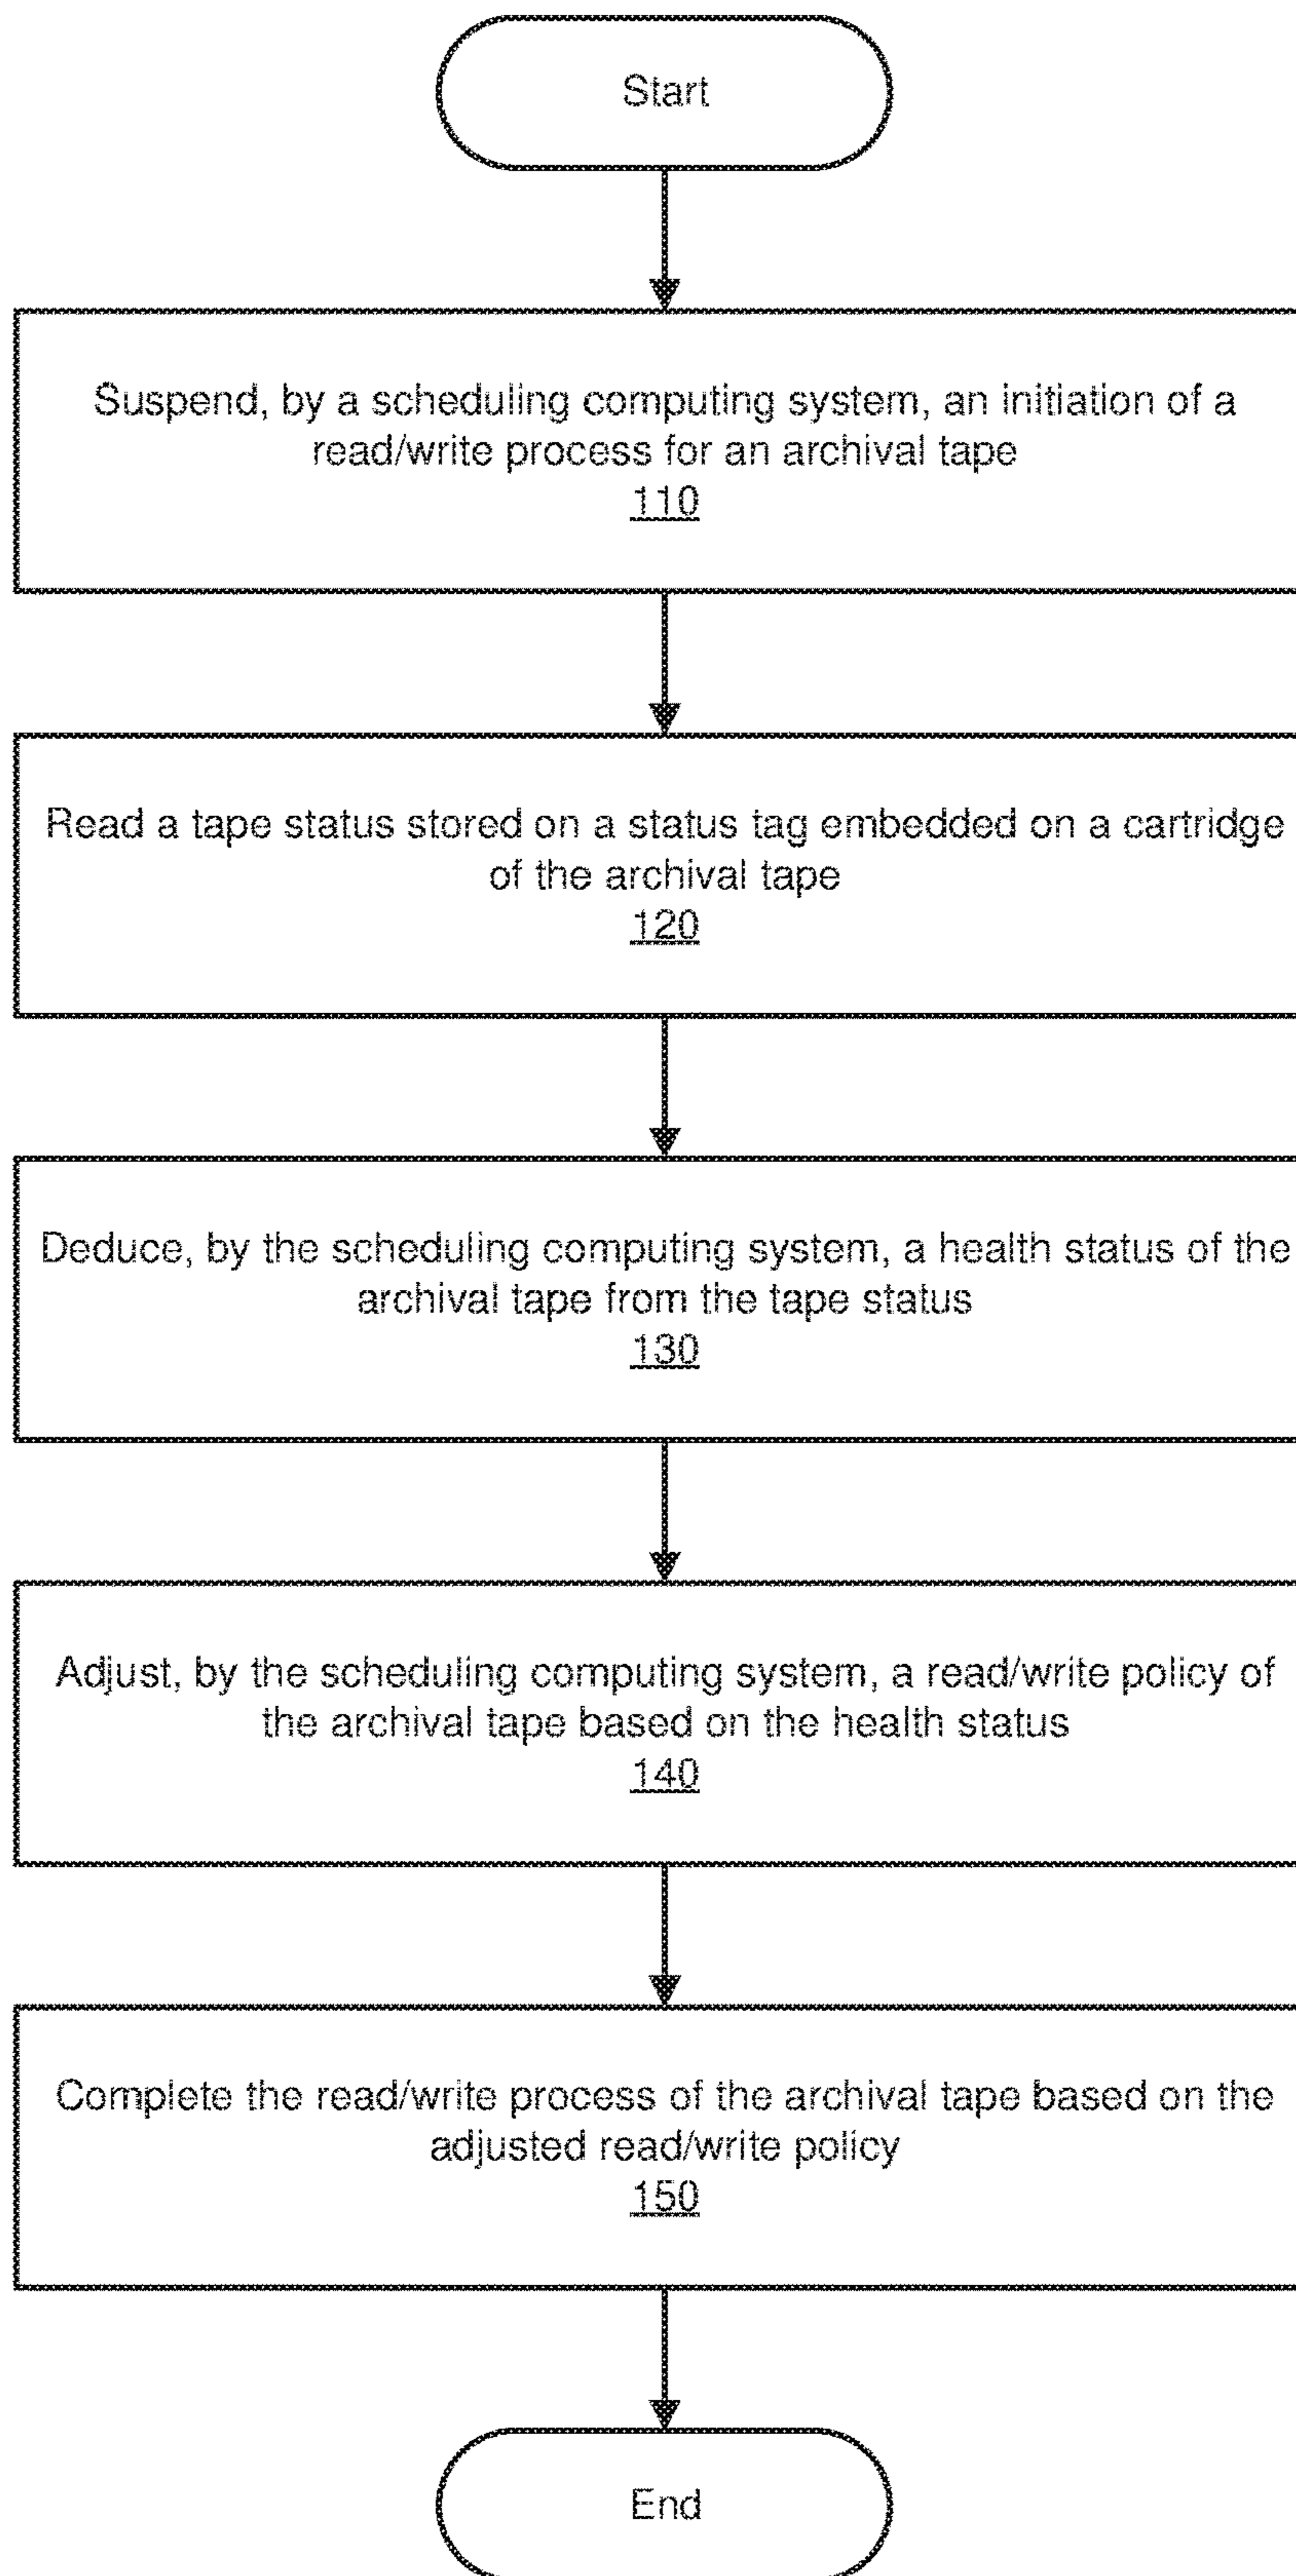 Start
Suspend, by a scheduling computing system, an initiation of a
read/write process for an archival tape
110
Read a tape status stored on a status tag embedded on a cartridge
of the archival tape
120
Deduce, by the scheduling computing system, a health status of the
archival tape from the tape status
130
Adjust, by the scheduling computing system, a read/write policy of
the archival tape based on the health status
140
Complete the read/write process of the archival tape based on the
adjusted read/write policy
150
End